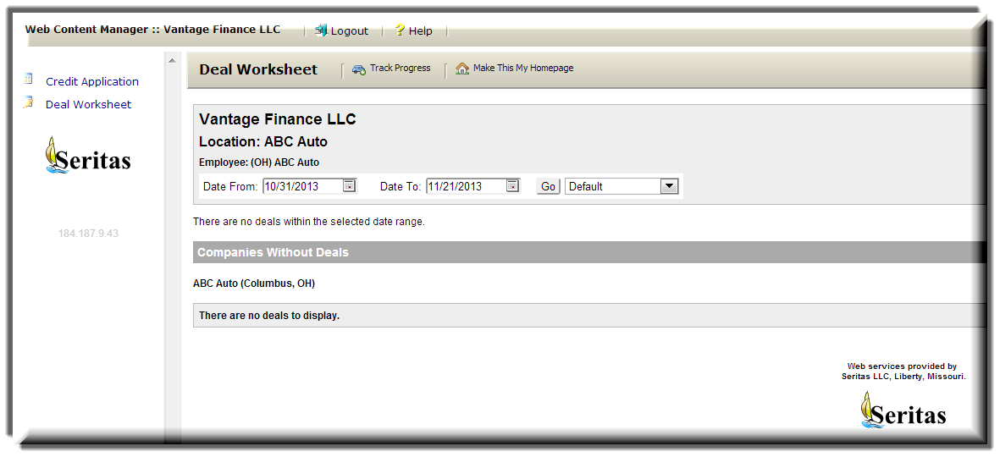 Web Content Manager :: Vantage Finance LLC
Logout
Help
Credit Application
Deal Worksheet
Seritas
184.187.9.43
Deal Worksheet
Track Progress
Make This My Homepage
Vantage Finance LLC
Location: ABC Auto
Employee: (OH) ABC Auto
Date From: 10/31/2013 Date To: 11/21/2013 Go Default
There are no deals within the selected date range.
Companies Without Deals
ABC Auto (Columbus, OH)
There are no deals to display.
Web services provided by
Seritas LLC, Liberty, Missouri.
Seritas